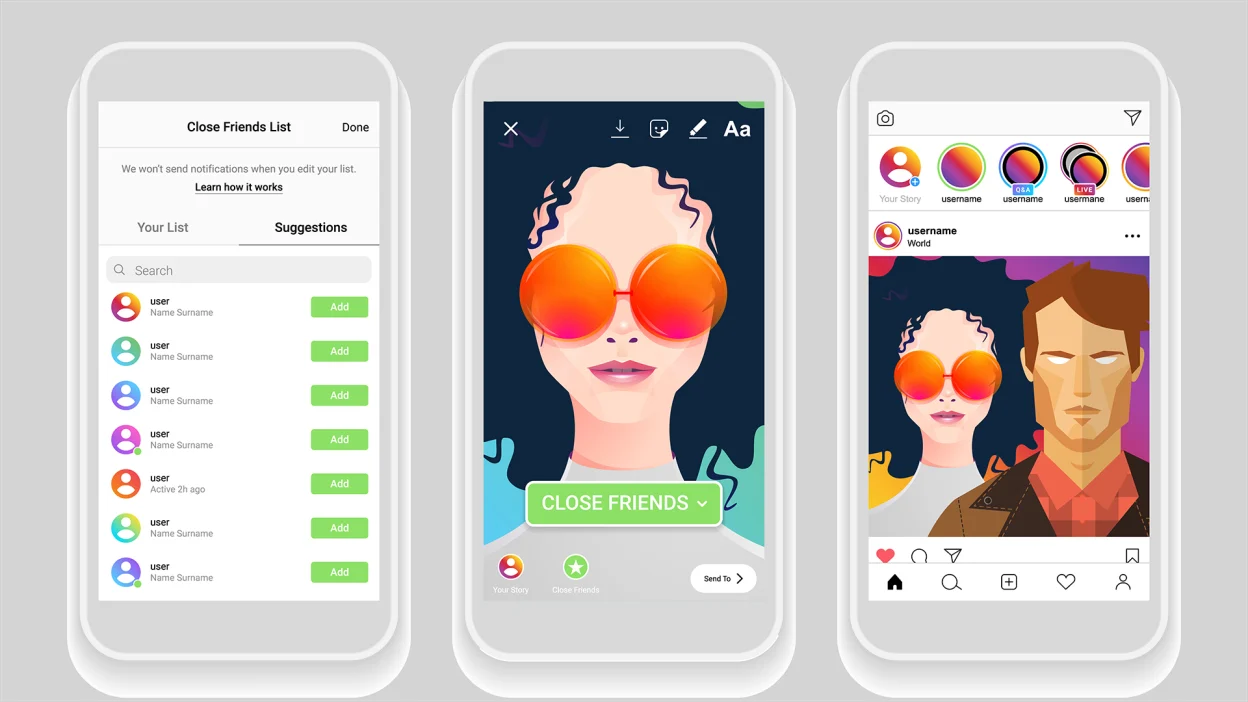 Close Friends List
Done
We won't send notifications when you edit your list.
Learn how it works
Your List
Suggestions
Search
user
Name Surname
Add
user
Name Surname
Add
user
Name Surname
Add
user
Name Surname
Add
user
Active 2h ago
Add
user
Name Surname
Add
user
Name Surname
Add
Aa
CLOSE FRIENDS
Your Story
Close Friends
Send To
Your Story
username
Q&A
username
LIVE
usermane
usern
username
World